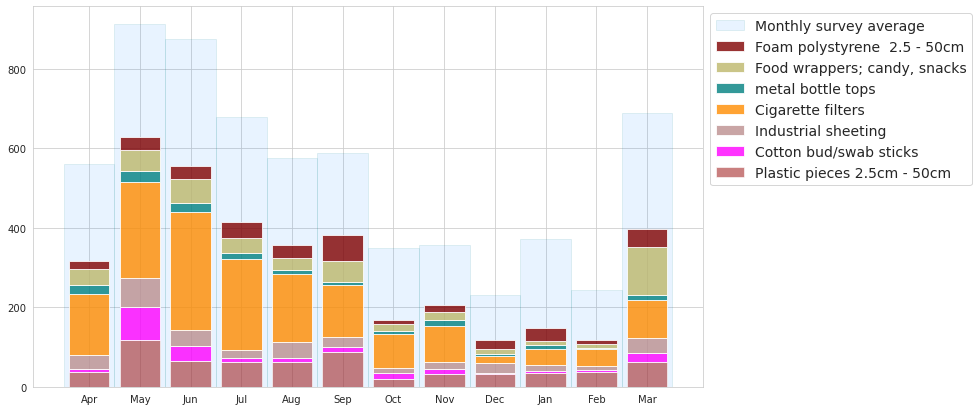 Monthly survey average
Foam polystyrene 2.5 - 50cm
Food wrappers; candy, snacks
metal bottle tops
Cigarette filters
Industrial sheeting
Cotton bud/swab sticks
Plastic pieces 2.5cm - 50cm
800
600
400
200
0
Apr May Jun Jul Aug Sep Oct Nov Dec Jan Feb Mar